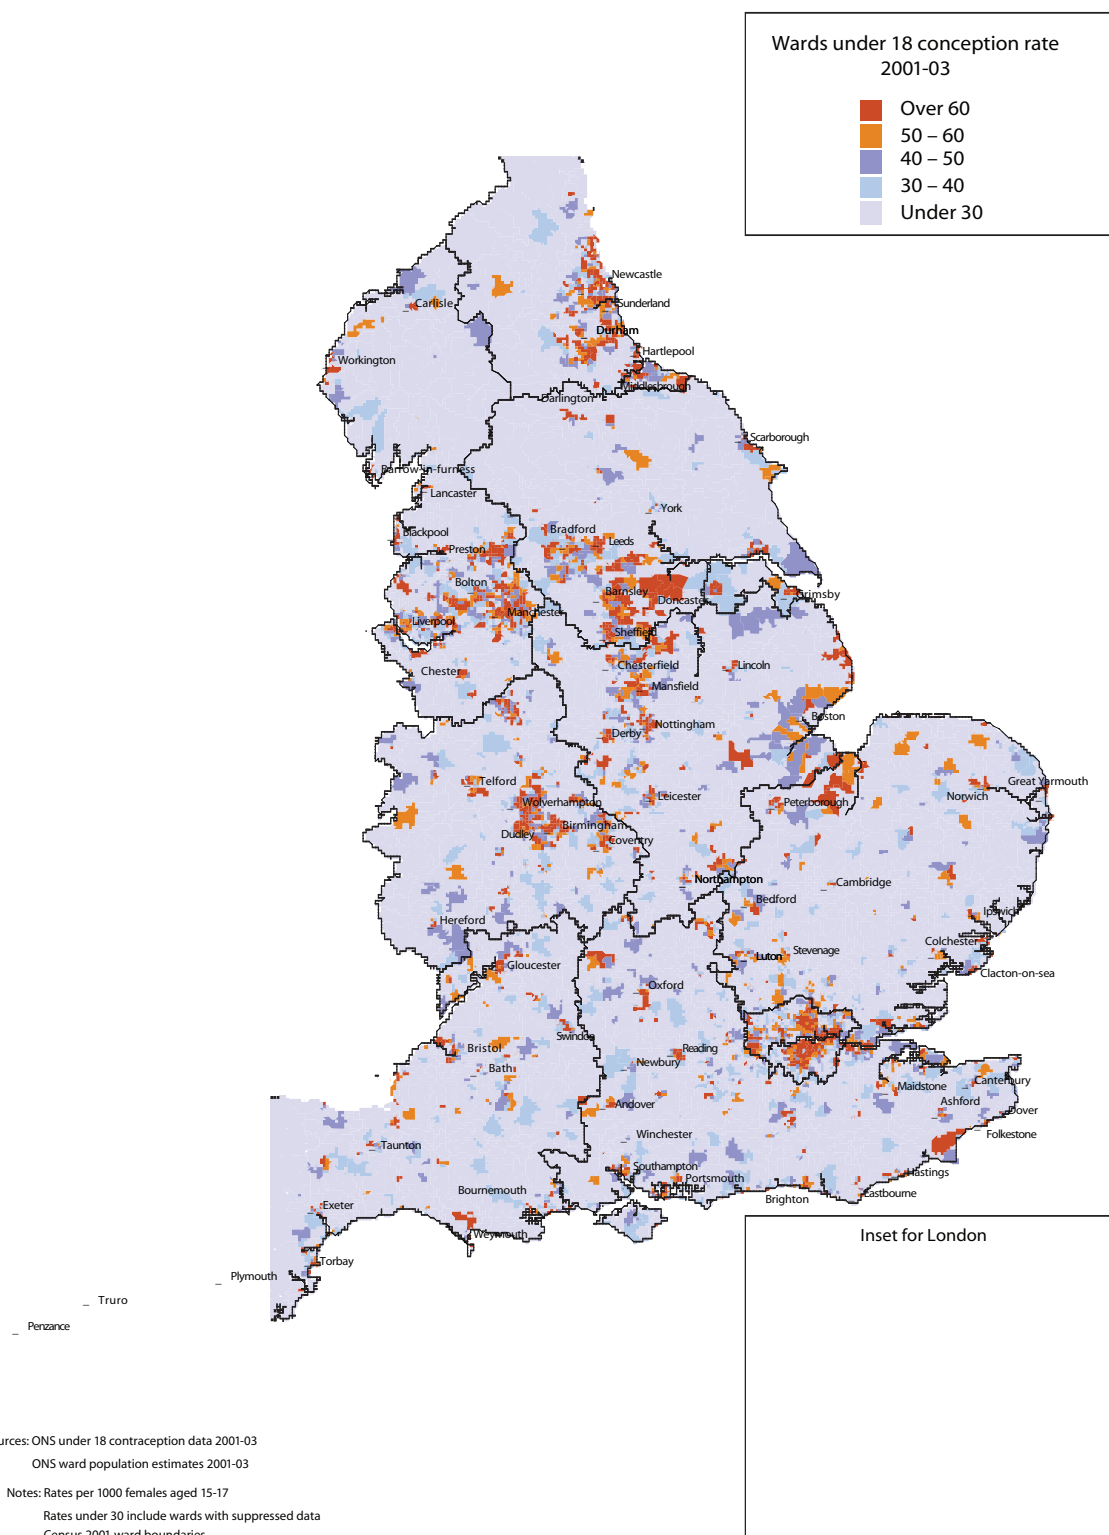 Wards under 18 conception rate
2001-03
Over 60
50 – 60
40 – 50
30 – 40
Under 30
Newcastle
Carlisle
Sunderland
Durham
Hartlepool
Workington
Middlesbrough
Darlington
Scarborough
Barrow-in-furness
Lancaster
York
Blackpool
Bradford
Leeds
Preston
Bolton
Barnsley
Doncaster
Grimsby
Manchester
Liverpool
Sheffield
Chester
Chesterfield
Lincoln
Mansfield
Boston
Nottingham
Derby
Telford
Great Yarmouth
Wolverhampton
Leicester
Peterborough
Norwich
Birmingham
Dudley
Coventry
Northampton
Cambridge
Bedford
Ipswich
Hereford
Colchester
Stevenage
Luton
Gloucester
Clacton-on-sea
Oxford
Swindon
Bristol
Reading
Newbury
Bath
Canterbury
Maidstone
Andover
Ashford
Dover
Winchester
Folkestone
Taunton
Southampton
Hastings
Portsmouth
Bournemouth
Eastbourne
Brighton
Exeter
Weymouth
Inset for London
Torbay
Plymouth
Truro
Penzance
urces: ONS under 18 contraception data 2001-03
ONS ward population estimates 2001-03
Notes: Rates per 1000 females aged 15-17
Rates under 30 include wards with suppressed data
Census 2001 ward boundaries